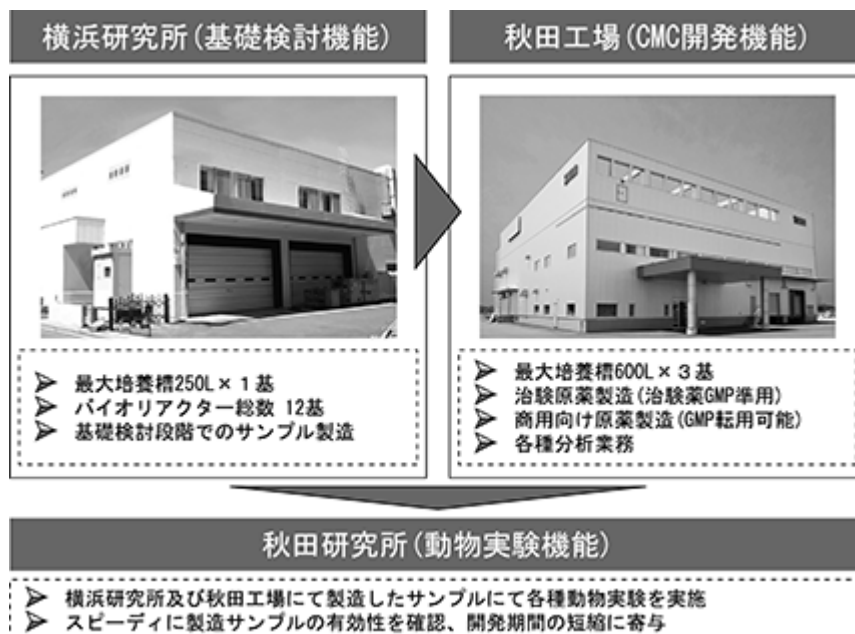 横浜研究所(基礎検討機能)
秋田工場(CMC開発機能)
最大培養槽250L×1基
バイオリアクター総数 12基
基礎検討段階でのサンプル製造
最大培養槽600L×3基
治験原薬製造(治験薬GMP準用)
商用向け原薬製造(GMP転用可能)
各種分析業務
秋田研究所(動物実験機能)
横浜研究所及び秋田工場にて製造したサンプルにて各種動物実験を実施
スピーディに製造サンプルの有効性を確認、開発期間の短縮に寄与